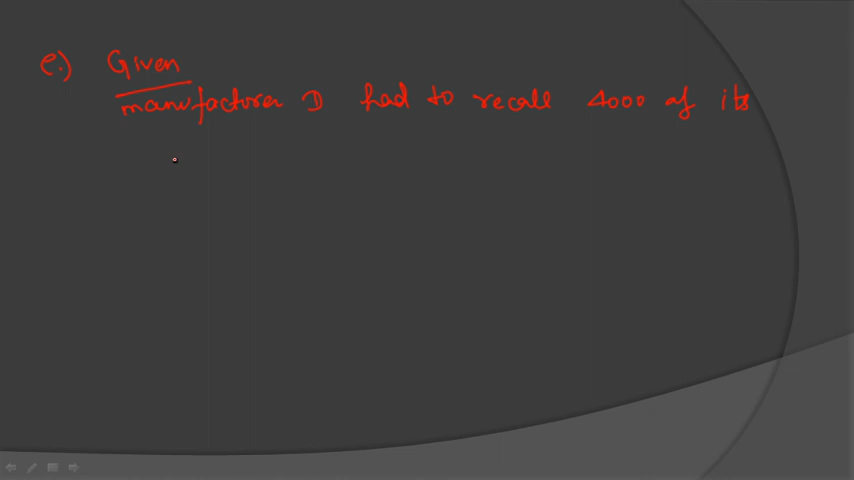 e.) Given
manufacturer D had to recall 4000 of its